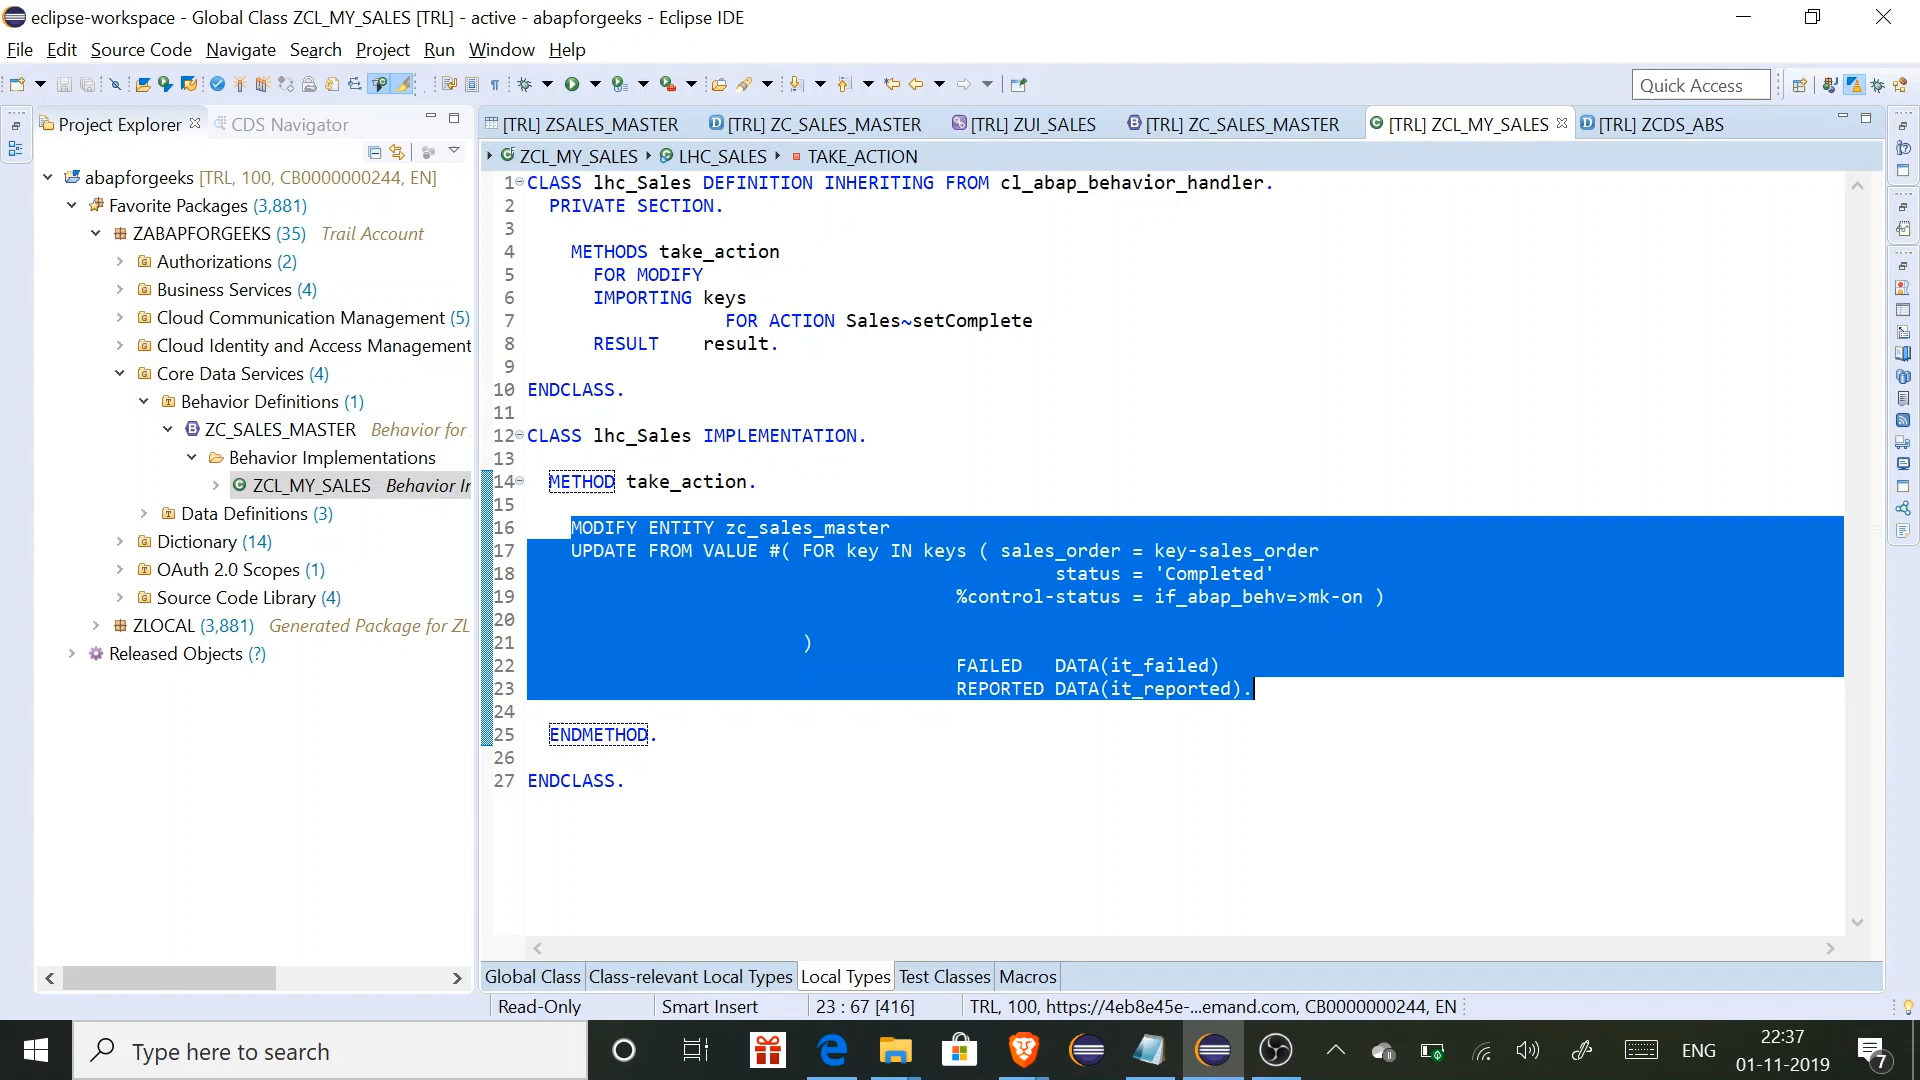 eclipse-workspace - Global Class ZCL_MY_SALES [TRL] - active - abapforgeeks - Eclipse IDE
File Edit Source Code Navigate Search Project Run Window Help
Quick Access
Project Explorer CDS Navigator
[TRL] ZSALES_MASTER [TRL] ZC_SALES_MASTER [TRL] ZUI_SALES [TRL] ZC_SALES_MASTER [TRL] ZCL_MY_SALES [TRL] ZCDS_ABS
ZCL_MY_SALES LHC_SALES TAKE_ACTION
abapforgeeks [TRL, 100, CB0000000244, EN]
Favorite Packages (3,881)
ZABAPFORGEEKS (35) Trail Account
Authorizations (2)
Business Services (4)
Cloud Communication Management (5)
Cloud Identity and Access Management
Core Data Services (4)
Behavior Definitions (1)
ZC_SALES_MASTER Behavior for
Behavior Implementations
ZCL_MY_SALES Behavior Ir
Data Definitions (3)
Dictionary (14)
OAuth 2.0 Scopes (1)
Source Code Library (4)
ZLOCAL (3,881) Generated Package for ZL
Released Objects (?)
1 CLASS lhc_Sales DEFINITION INHERITING FROM cl_abap_behavior_handler.
2 PRIVATE SECTION.
3
4 METHODS take_action
5 FOR MODIFY
6 IMPORTING keys
7 FOR ACTION Sales~setComplete
8 RESULT result.
9
10 ENDCLASS.
11
12 CLASS lhc_Sales IMPLEMENTATION.
13
14 METHOD take_action.
15
16 MODIFY ENTITY zc_sales_master
17 UPDATE FROM VALUE #( FOR key IN keys ( sales_order = key-sales_order
18 status = 'Completed'
19 %control-status = if_abap_behv=>mk-on )
20
21 )
22 FAILED DATA(it_failed)
23 REPORTED DATA(it_reported).
24
25 ENDMETHOD.
26
27 ENDCLASS.
Global Class Class-relevant Local Types Local Types Test Classes Macros
Read-Only Smart Insert 23 : 67 [416] TRL, 100, https://4eb8e45e-...emand.com, CB0000000244, EN
Type here to search
ENG
22:37
01-11-2019
7